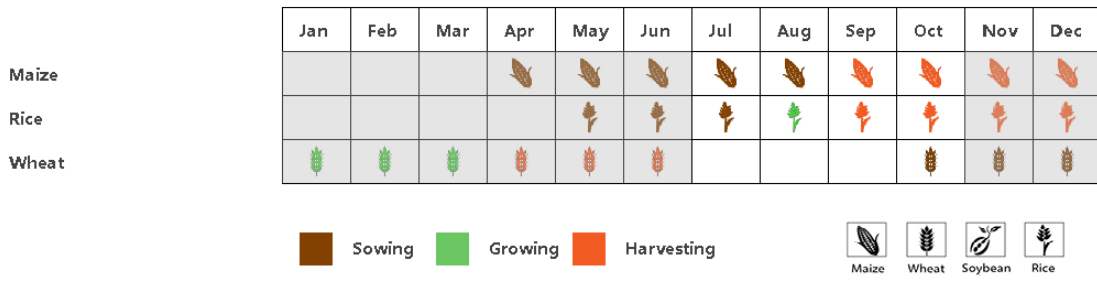 Jan Feb Mar Apr May Jun Jul Aug Sep Oct Nov Dec
Maize
Rice
Wheat
Sowing Growing Harvesting
Maize Wheat Soybean Rice